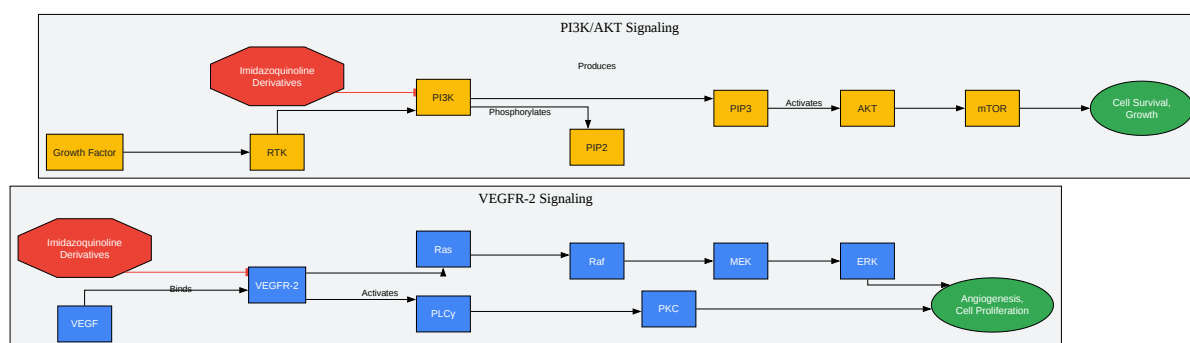 PI3K/AKT Signaling
Imidazoquinoline
Derivatives
Produces
PI3K
Phosphorylates
PIP3
Activates
AKT
mTOR
Cell Survival,
Growth
Growth Factor
RTK
PIP2
VEGFR-2 Signaling
Imidazoquinoline
Derivatives
Ras
Raf
MEK
ERK
VEGFR-2
Binds
Activates
VEGF
PLCγ
PKC
Angiogenesis,
Cell Proliferation